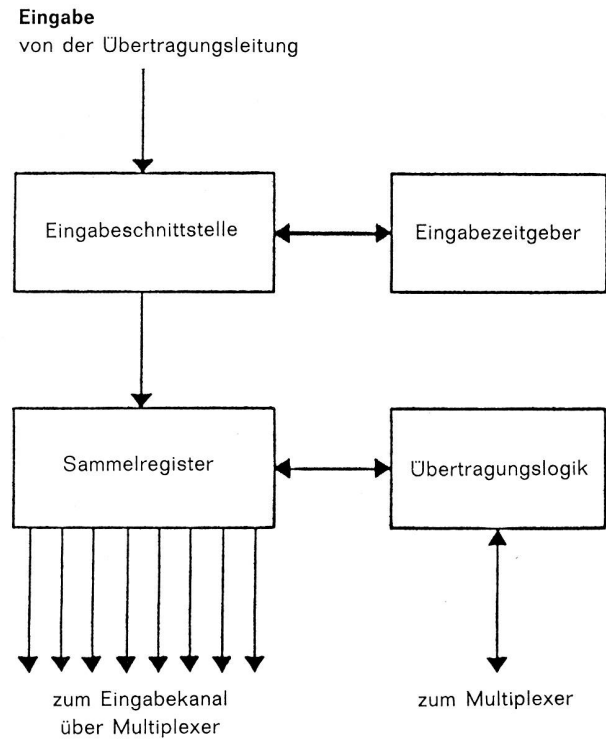 Eingabe
von der Übertragungsleitung
Eingabeschnittstelle
Eingabezeitgeber
Sammelregister
Übertragungslogik
zum Eingabekanal
über Multiplexer
zum Multiplexer